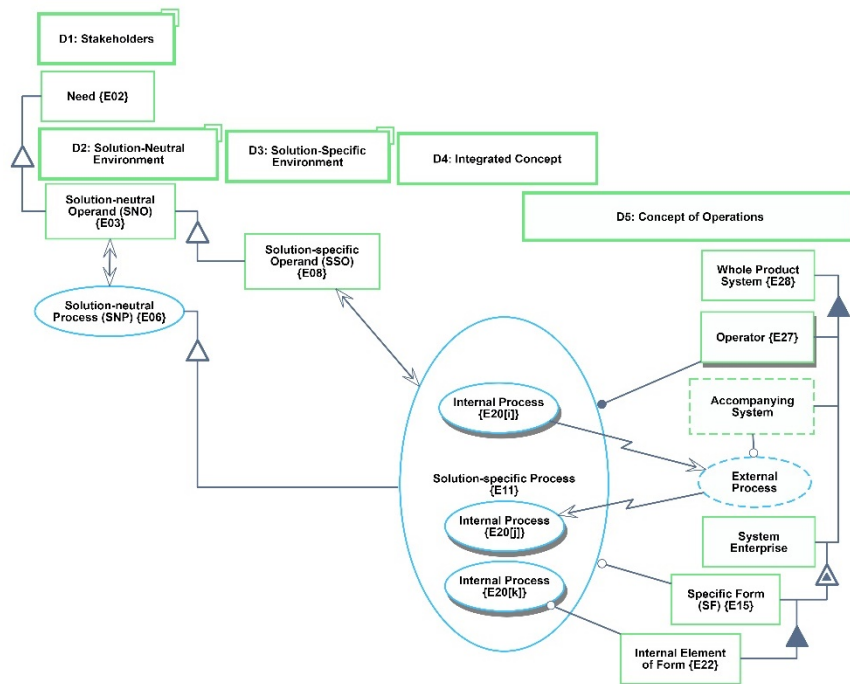 D1: Stakeholders
Need {E02}
D2: Solution-Neutral
Environment
D3: Solution-Specific
Environment
D4: Integrated Concept
Solution-neutral
Operand (SNO)
{E03}
D5: Concept of Operations
Solution-specific
Operand (SSO)
{E08}
Whole Product
System {E28}
Solution-neutral
Process (SNP) {E06}
Operator {E27}
Internal Process
{E20[i]}
Accompanying
System
Solution-specific Process
{E11}
External
Process
Internal Process
{E20[j]}
System
Enterprise
Internal Process
{E20[k]}
Specific Form
(SF) {E15}
Internal Element
of Form {E22}